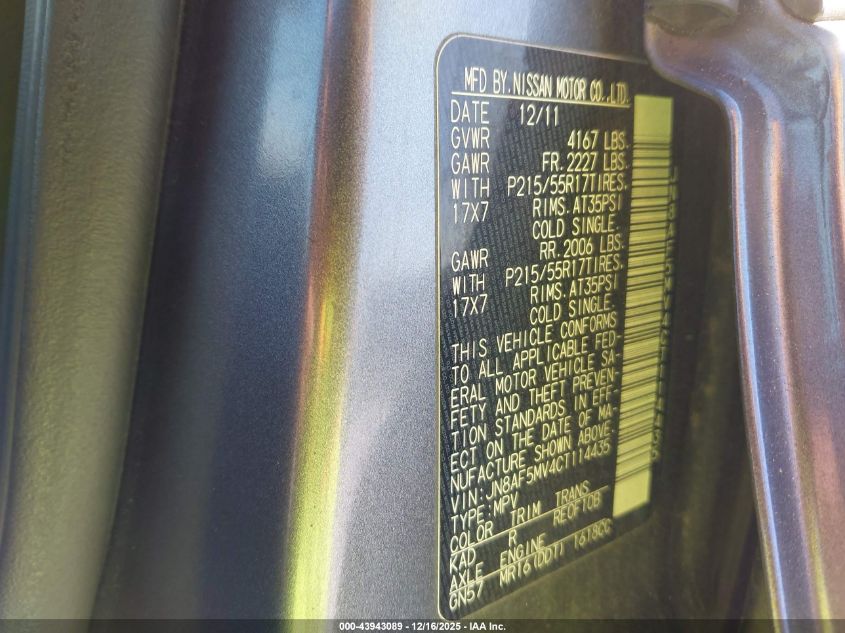 MFD BY.NISSAN MOTOR CO.,LTD.
DATE 12/11
GVWR 4167 LBS.
GAWR FR.2227 LBS.
WITH P215/55R17TIRES.
17X7 RIMS.AT35PSI
COLD SINGLE.
GAWR RR.2006 LBS.
WITH P215/55R17TIRES.
17X7 RIMS.AT35PSI
COLD SINGLE.
THIS VEHICLE CONFORMS
TO ALL APPLICABLE FED-
ERAL MOTOR VEHICLE SA-
FETY AND THEFT PREVEN-
TION STANDARDS IN EFF-
ECT ON THE DATE OF MA-
NUFACTURE SHOWN ABOVE.
VIN:JN8AF5MV4CT114435
TYPE:MPV
COLOR TRIM TRANS
KAD R RE0F10B
AXLE ENGINE
GN57 MR16(DDT) 1618CC
JN8AF5MV4CT114435
000-43943089 - 12/16/2025 - IAA Inc.